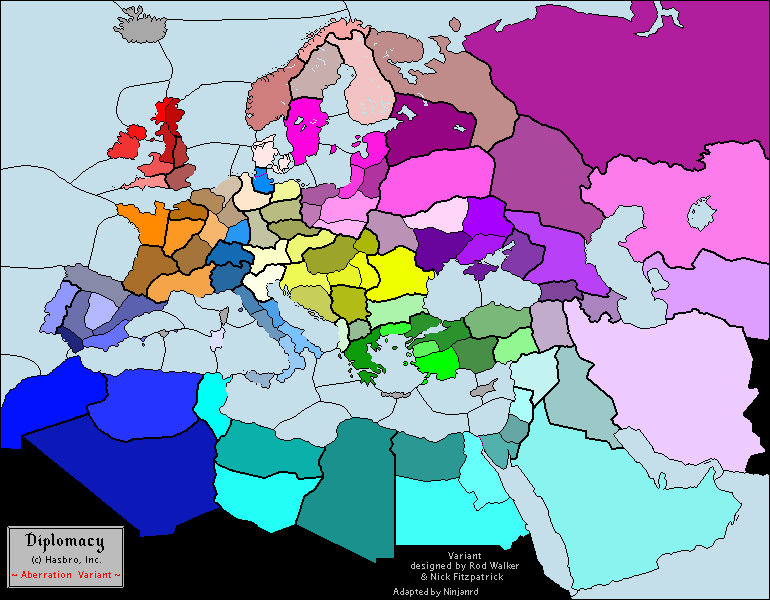 Diplomacy
(c) Hasbro, Inc.
~ Aberration Variant ~
Variant
designed by Rod Walker
& Nick Fitzpatrick
Adapted by Ninjanrd